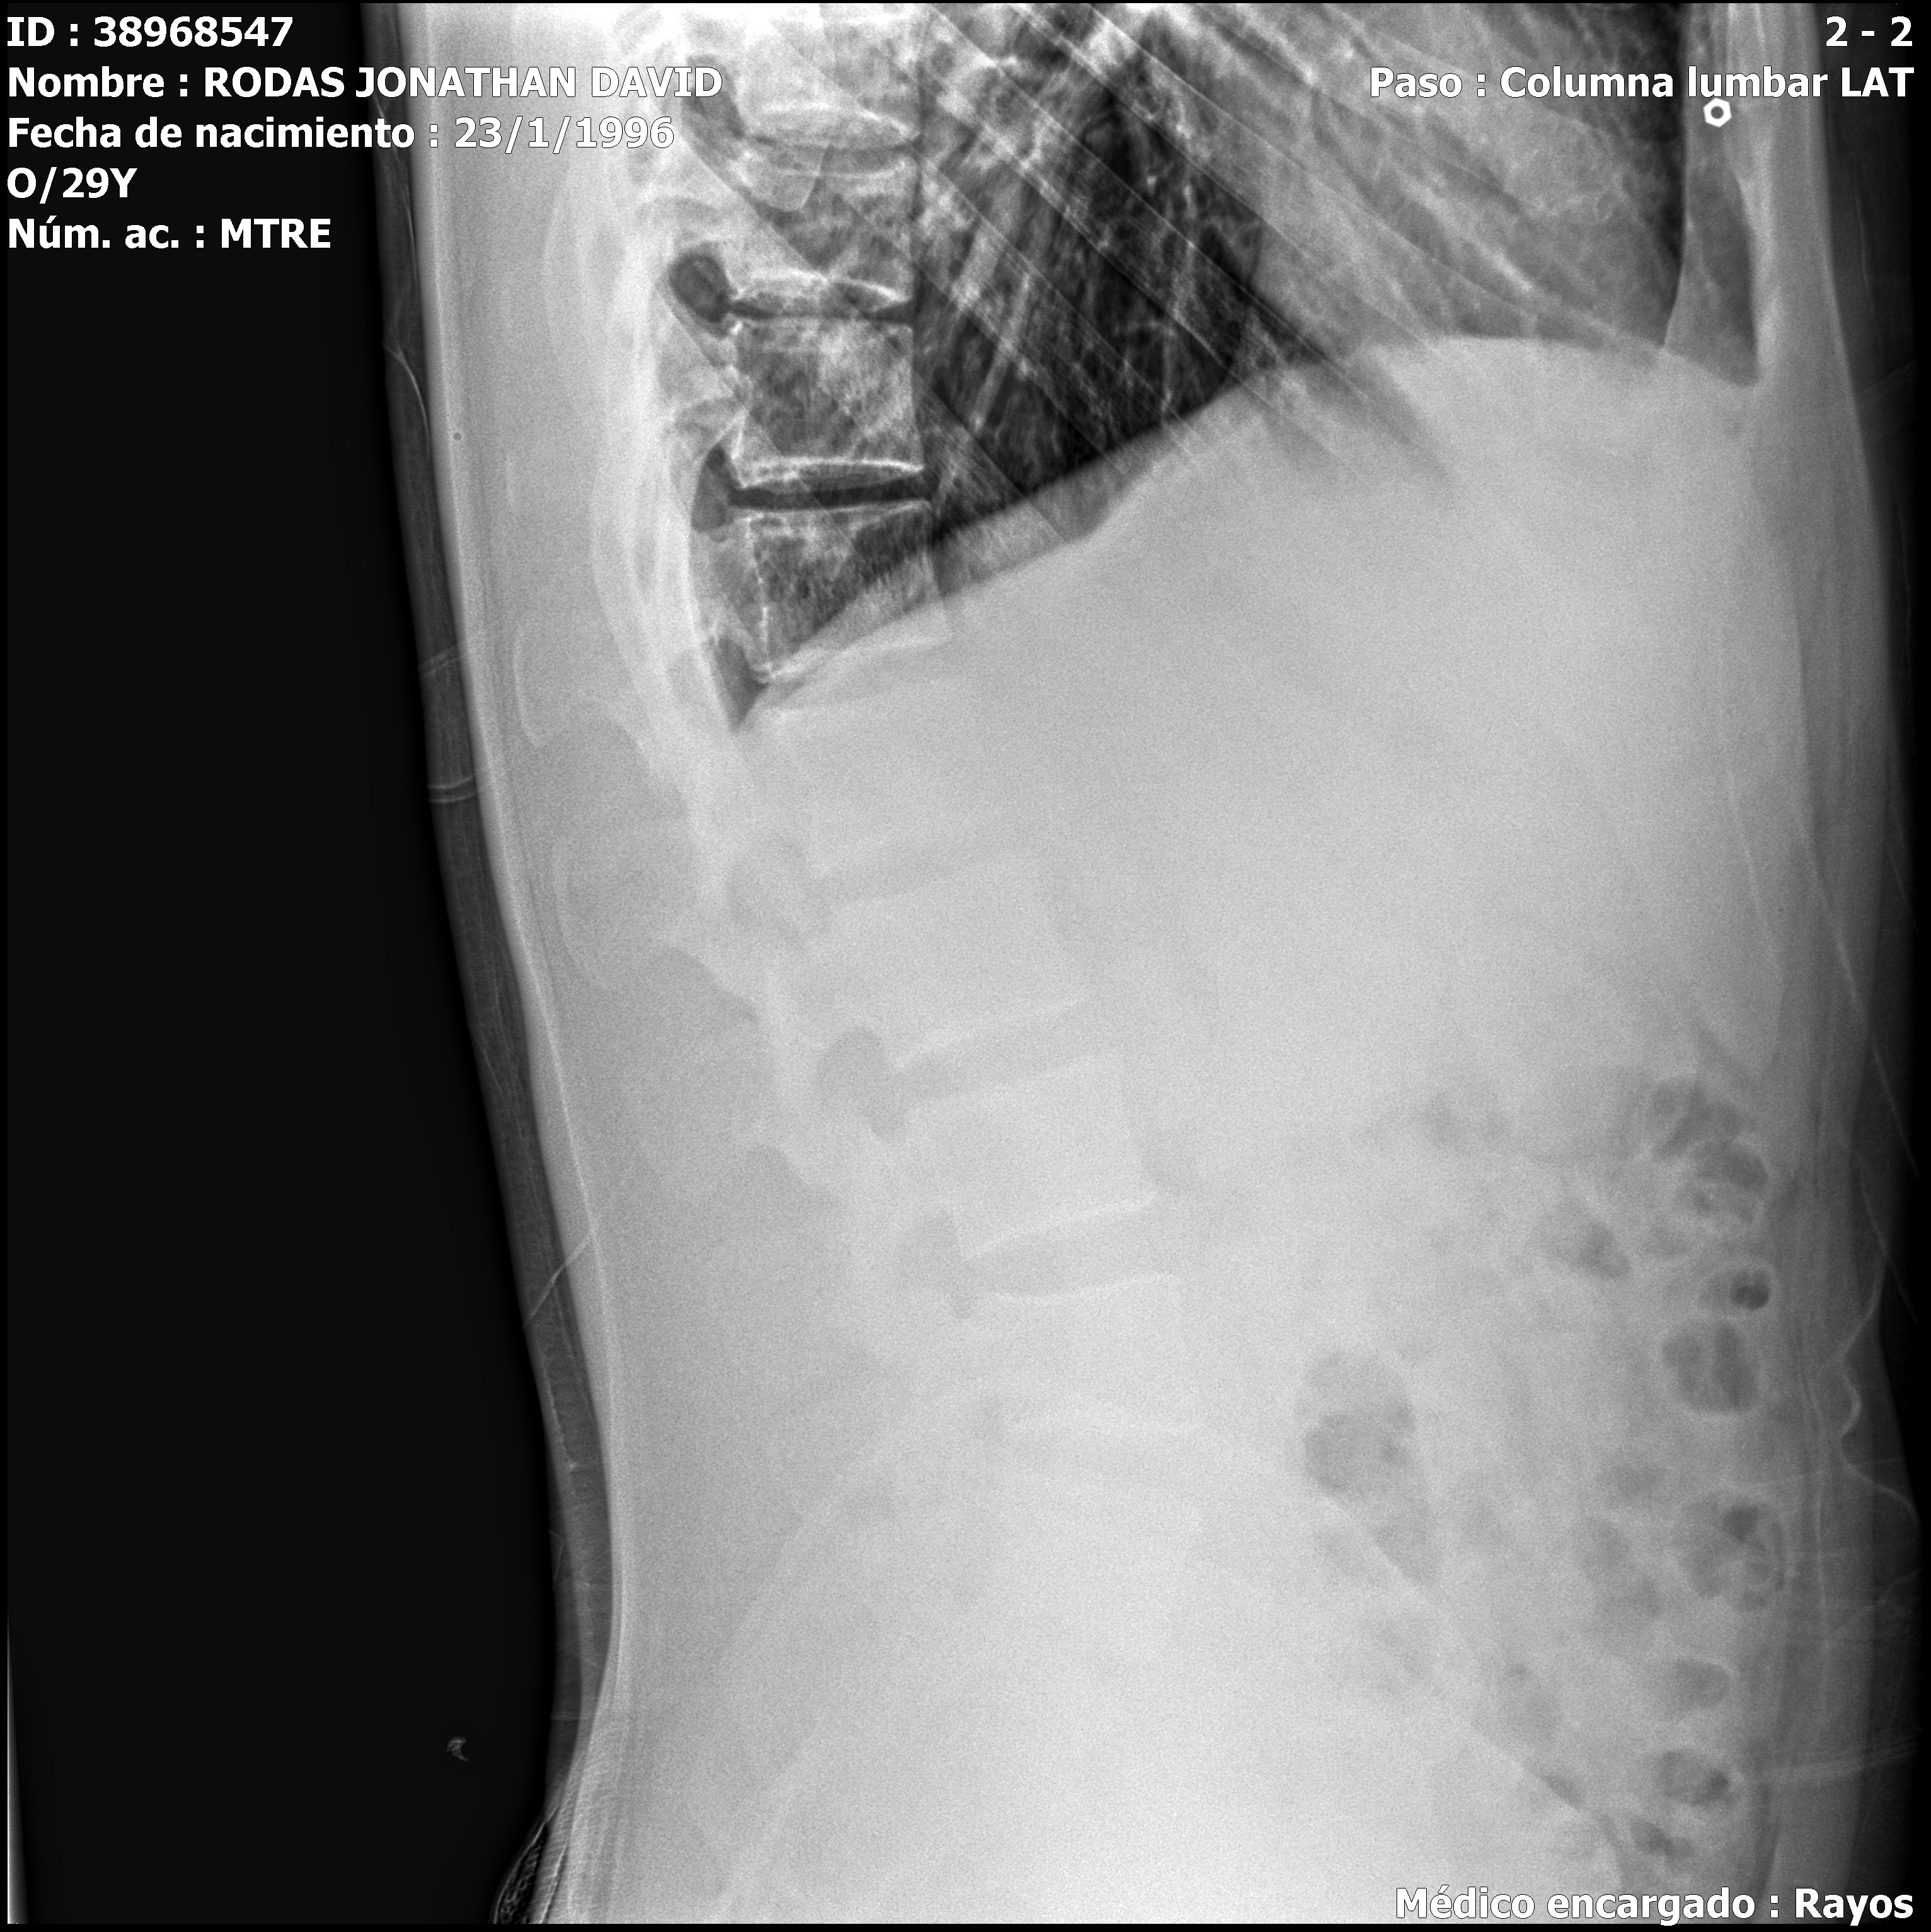 ID : 38968547
Nombre : RODAS JONATHAN DAVID
Fecha de nacimiento : 23/1/1996
O/29Y
Núm. ac. : MTRE
2 - 2
Paso : Columna lumbar LAT
Médico encargado : Rayos